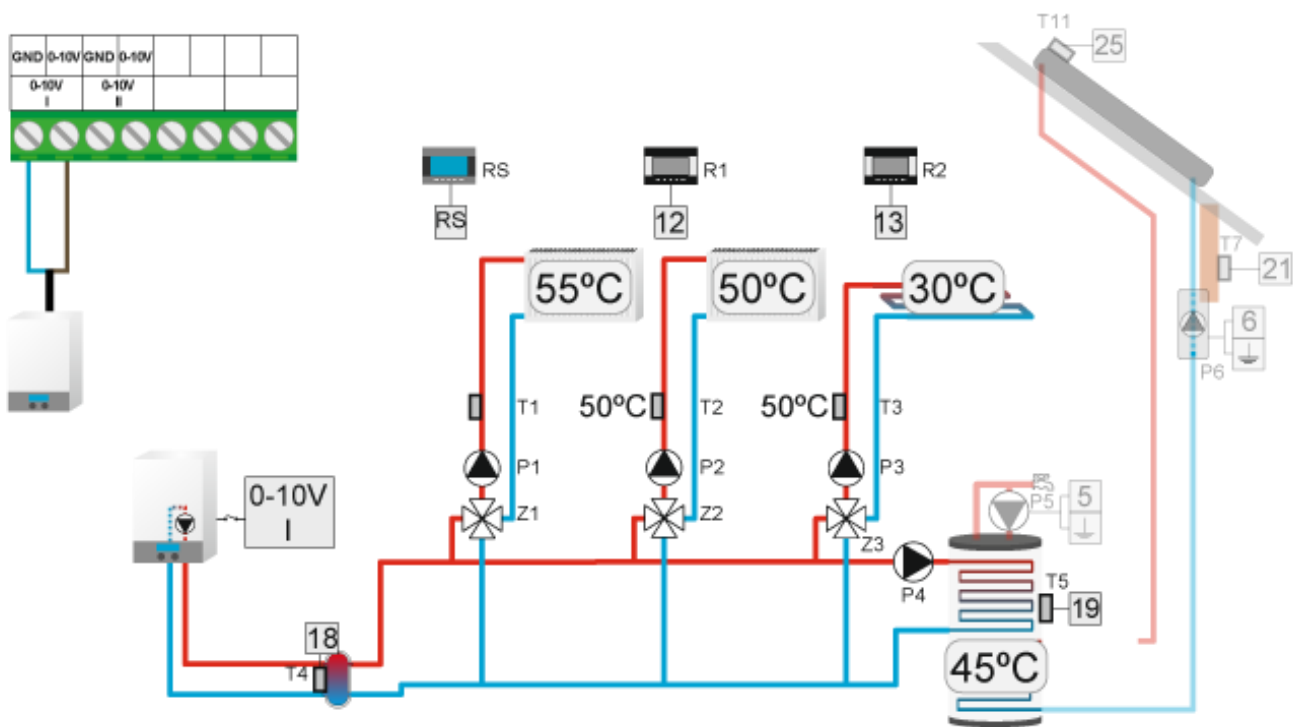 GND 0-10V GND 0-10V
0-10V 0-10V
I II
T11 25
RS R1 R2
RS 12 13
T7 21
55ºC 50ºC 30ºC
6
P6
50ºC 50ºC
T1 T2 T3
P1 P2 P3
0-10V
I
Z1 Z2 Z3
P5 5
P4
T5 19
18
T4
45ºC